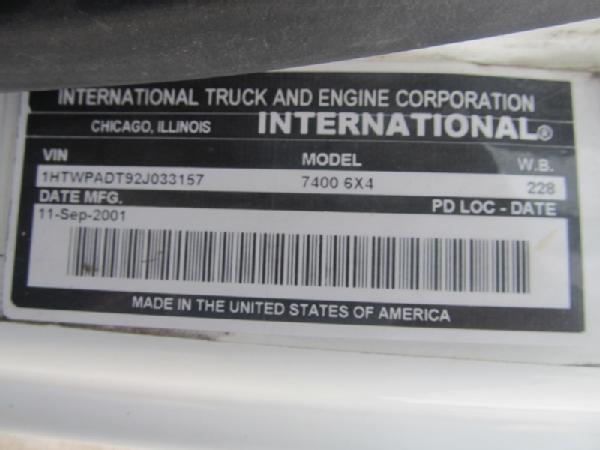 INTERNATIONAL TRUCK AND ENGINE CORPORATION
CHICAGO, ILLINOIS INTERNATIONAL®
VIN MODEL W.B.
1HTWPADT92J033157 7400 6X4 228
DATE MFG. PD LOC - DATE
11-Sep-2001
MADE IN THE UNITED STATES OF AMERICA